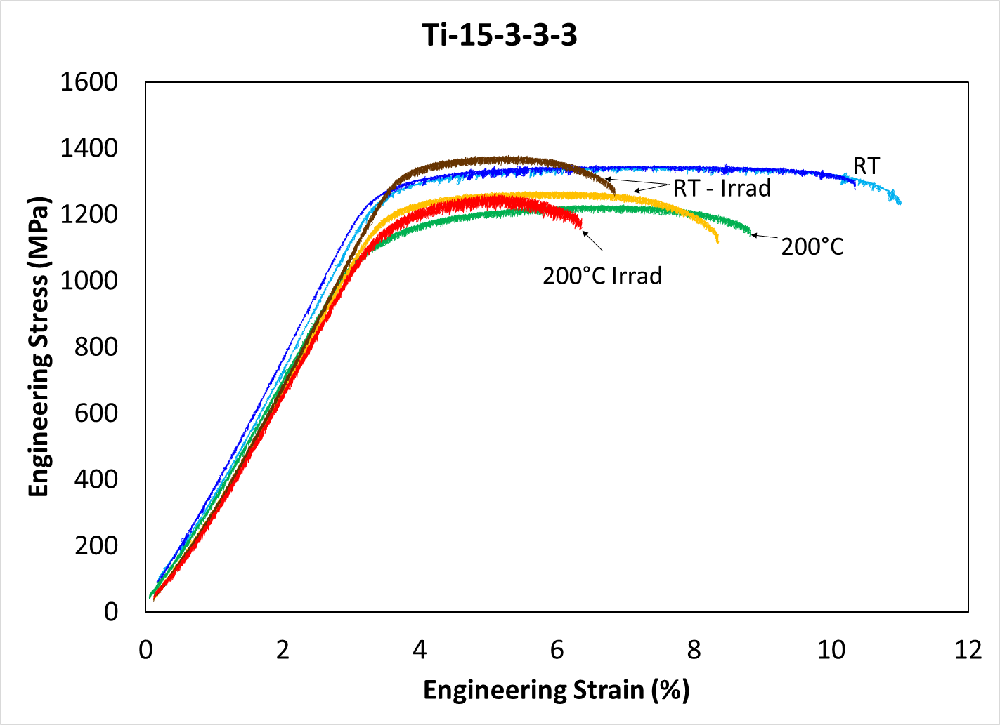 Ti-15-3-3-3
1600
1400
1200
1000
800
600
400
200
0
Engineering Stress (MPa)
RT
RT - Irrad
200°C
200°C Irrad
0 2 4 6 8 10 12
Engineering Strain (%)